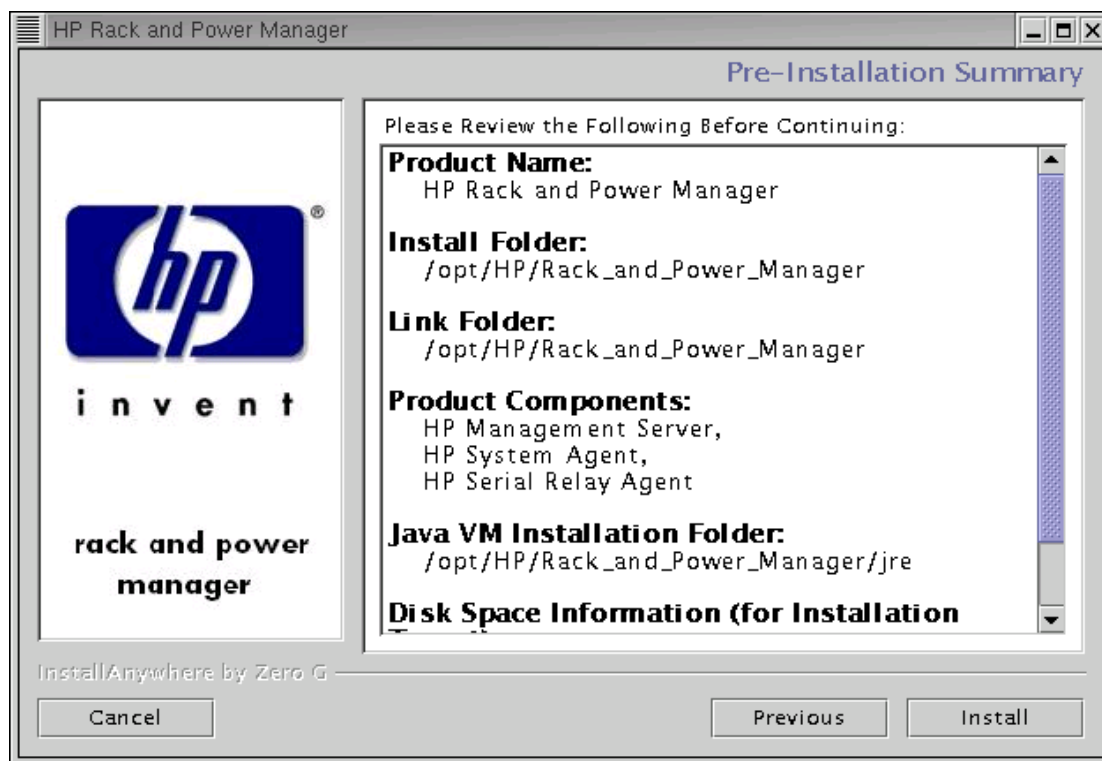 HP Rack and Power Manager
Pre-Installation Summary
hp
®
invent
rack and power
manager
Please Review the Following Before Continuing:
Product Name:
HP Rack and Power Manager
Install Folder:
/opt/HP/Rack_and_Power_Manager
Link Folder:
/opt/HP/Rack_and_Power_Manager
Product Components:
HP Management Server,
HP System Agent,
HP Serial Relay Agent
Java VM Installation Folder:
/opt/HP/Rack_and_Power_Manager/jre
Disk Space Information (for Installation
InstallAnywhere by Zero G
Cancel
Previous
Install